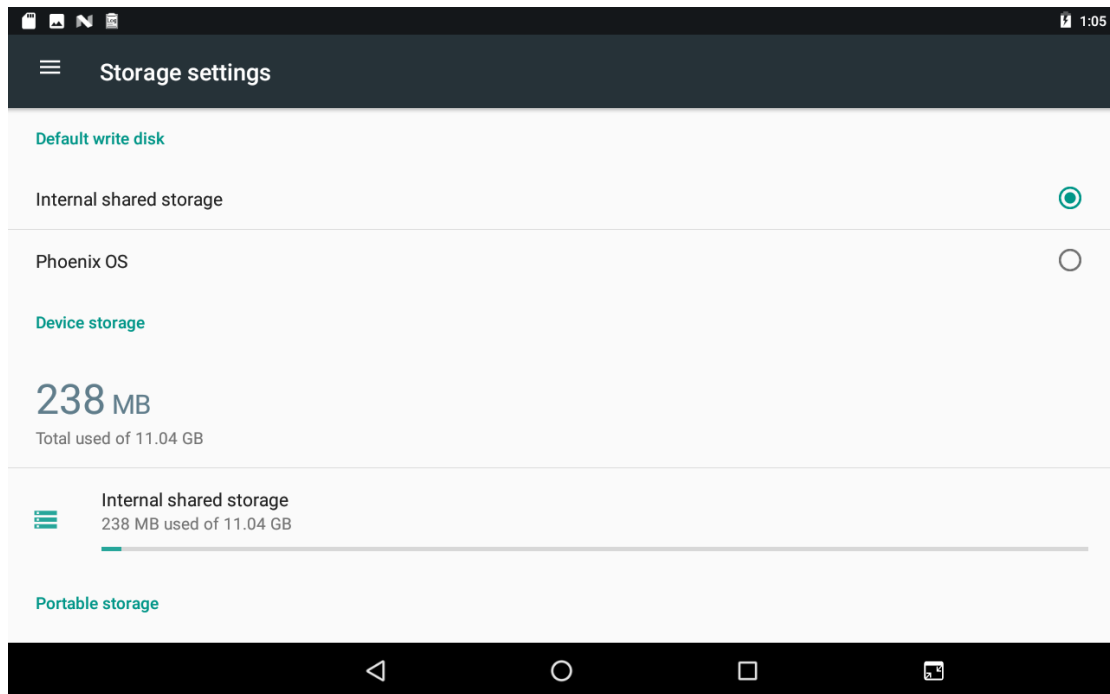 1:05
Storage settings
Default write disk
Internal shared storage
Phoenix OS
Device storage
238 MB
Total used of 11.04 GB
Internal shared storage
238 MB used of 11.04 GB
Portable storage